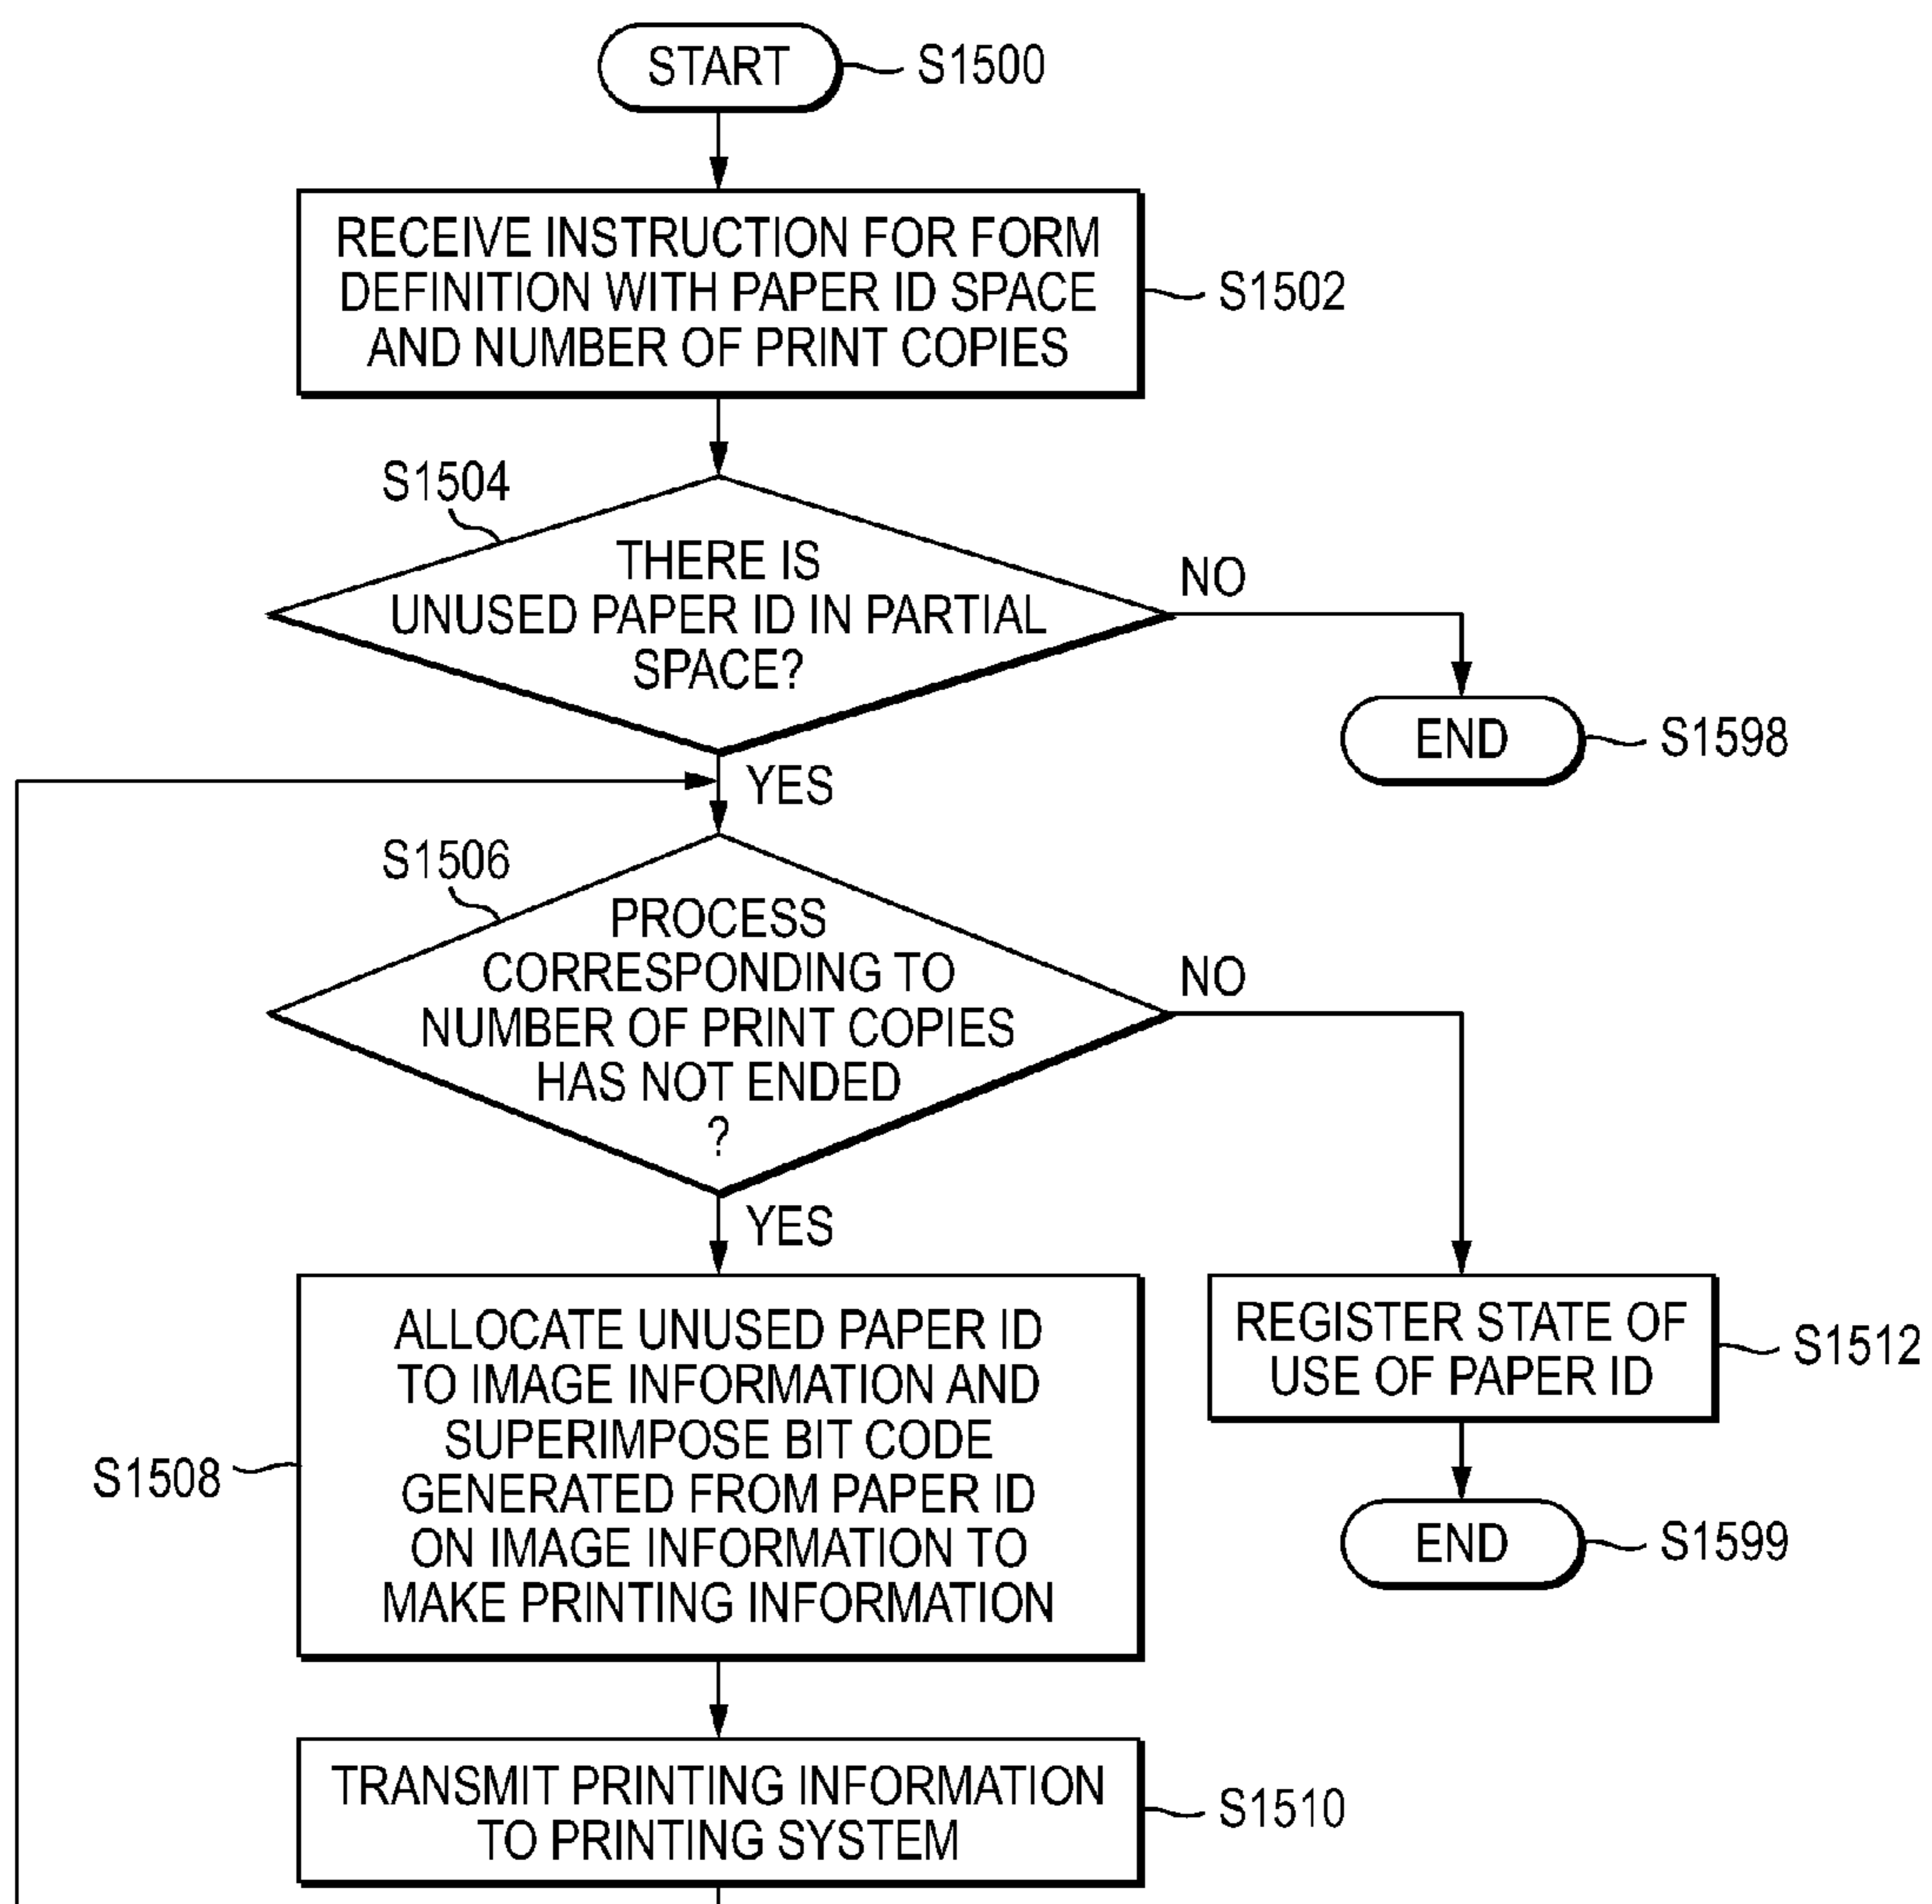 START
S1500
RECEIVE INSTRUCTION FOR FORM
DEFINITION WITH PAPER ID SPACE
AND NUMBER OF PRINT COPIES
S1502
S1504
THERE IS
UNUSED PAPER ID IN PARTIAL
SPACE?
NO
END
S1598
YES
S1506
PROCESS
CORRESPONDING TO
NUMBER OF PRINT COPIES
HAS NOT ENDED
?
NO
YES
ALLOCATE UNUSED PAPER ID
TO IMAGE INFORMATION AND
SUPERIMPOSE BIT CODE
GENERATED FROM PAPER ID
ON IMAGE INFORMATION TO
MAKE PRINTING INFORMATION
S1508
REGISTER STATE OF
USE OF PAPER ID
S1512
END
S1599
TRANSMIT PRINTING INFORMATION
TO PRINTING SYSTEM
S1510